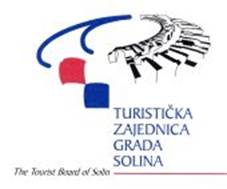 TURISTIČKA
ZAJEDNICA
GRADA
SOLINA
The Tourist Board of Solin